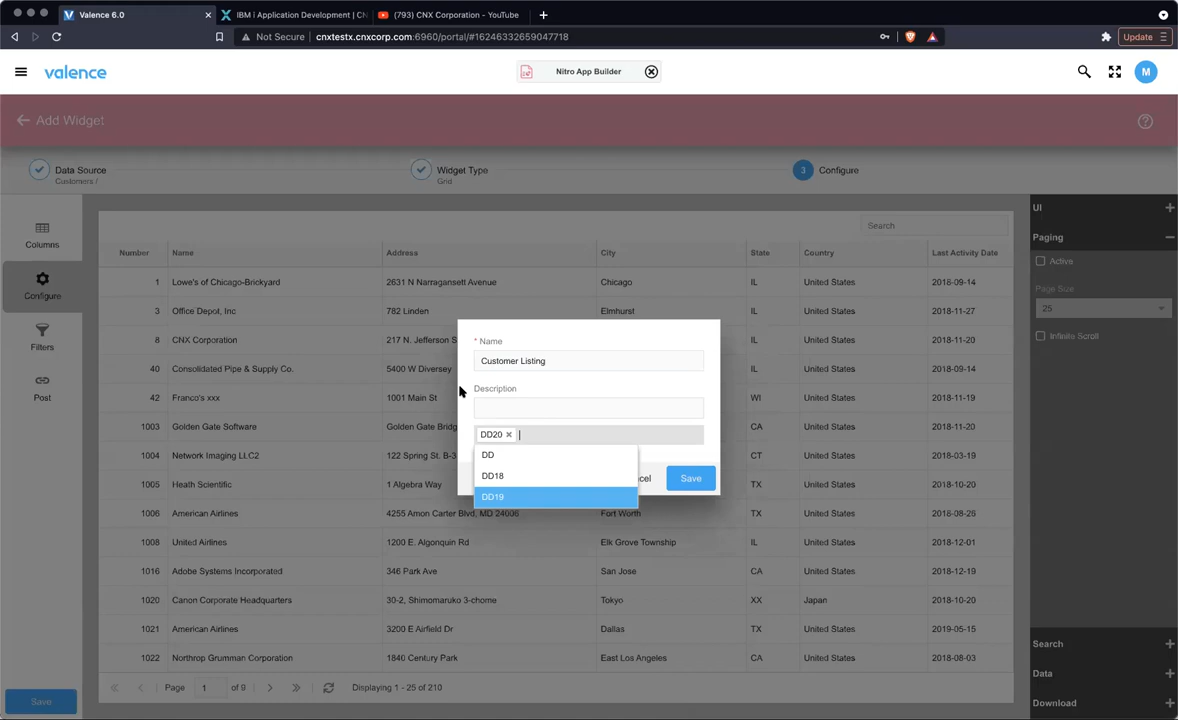 Valence 6.0
IBM i Application Development | CN
(793) CNX Corporation - YouTube
Not Secure | cnxtestx.cnxcorp.com:6960/portal/#16246332659047718
Update
valence
Nitro App Builder
M
Add Widget
Data Source
Customers /
Widget Type
Grid
3 Configure
Columns
Configure
Filters
Post
Save
Search
Number Name Address City State Country Last Activity Date
1 Lowe's of Chicago-Brickyard 2631 N Narragansett Avenue Chicago IL United States 2018-09-14
3 Office Depot, Inc 782 Linden Elmhurst IL United States 2018-11-27
8 CNX Corporation 217 N. Jefferson S IL United States 2018-11-20
40 Consolidated Pipe & Supply Co. 5400 W Diversey IL United States 2018-09-14
42 Franco's xxx 1001 Main St WI United States 2018-11-19
1003 Golden Gate Software Golden Gate Bridg CA United States 2018-11-20
1004 Network Imaging LLC2 122 Spring St. B-3 CT United States 2018-03-19
1005 Heath Scientific 1 Algebra Way TX United States 2018-10-20
1006 American Airlines 4255 Amon Carter Blvd, MD 24006 Fort Worth TX United States 2018-08-26
1008 United Airlines 1200 E. Algonquin Rd Elk Grove Township IL United States 2018-12-01
1016 Adobe Systems Incorporated 346 Park Ave San Jose CA United States 2018-12-19
1020 Canon Corporate Headquarters 30-2, Shimomaruko 3-chome Tokyo XX Japan 2018-10-20
1021 American Airlines 3200 E Airfield Dr Dallas TX United States 2019-05-15
1022 Northrop Grumman Corporation 1840 Century Park East Los Angeles CA United States 2018-08-03
Page 1 of 9 Displaying 1 - 25 of 210
* Name
Customer Listing
Description
DD20
DD
DD18
DD19
cel
Save
UI
Paging
Active
Page Size
25
Infinite Scroll
Search
Data
Download